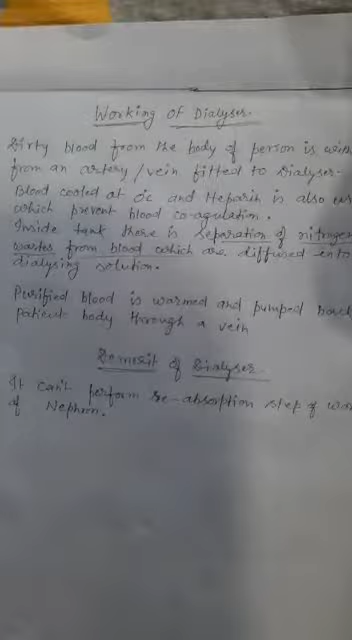 Working of Dialyser.
Dirty blood from the body of person is
from an artery/vein fitted to Dialyser.
Blood cooled at 0°c and Heparin is also
which prevent blood co-agulation.
Inside tank there is separation of nitrogen
wastes from blood which are diffused into
dialysing solution.
Purified blood is warmed and pumped back
patient body through a vein
Demerit of Dialyser
It can't perform re-absorption step of
of Nephron.